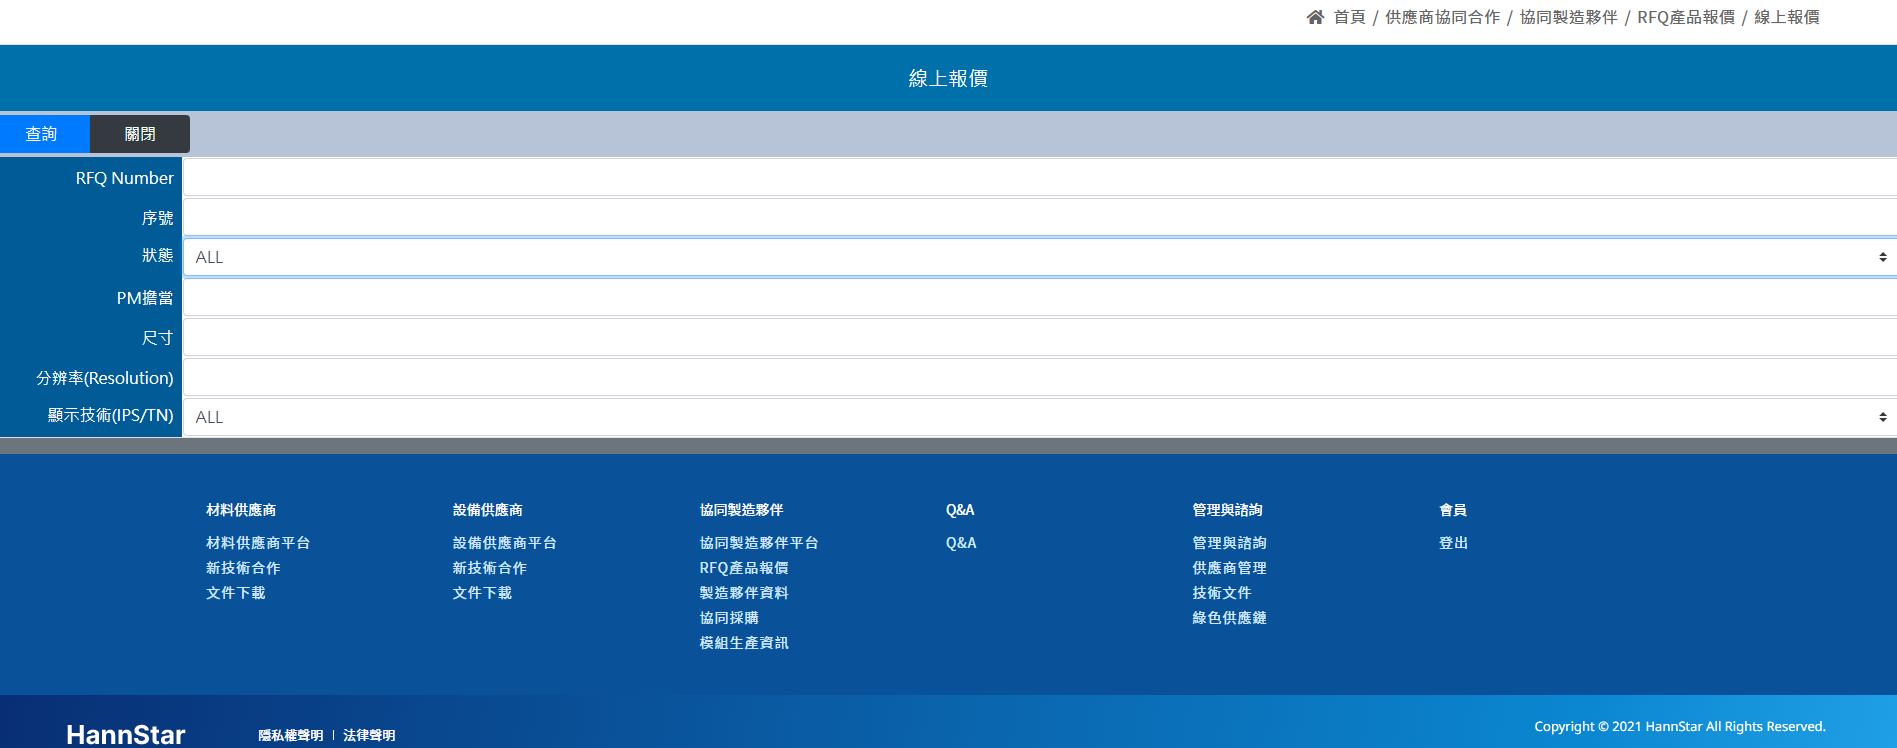 首頁 / 供應商協同合作 / 協同製造夥伴 / RFQ產品報價 / 線上報價
線上報價
查詢 關閉
RFQ Number
序號
狀態 ALL
PM擔當
尺寸
分辨率(Resolution)
顯示技術(IPS/TN) ALL
材料供應商
材料供應商平台
新技術合作
文件下載
設備供應商
設備供應商平台
新技術合作
文件下載
協同製造夥伴
協同製造夥伴平台
RFQ產品報價
製造夥伴資料
協同採購
模組生產資訊
Q&A
Q&A
管理與諮詢
管理與諮詢
供應商管理
技術文件
綠色供應鏈
會員
登出
HannStar
隱私權聲明 | 法律聲明
Copyright © 2021 HannStar All Rights Reserved.